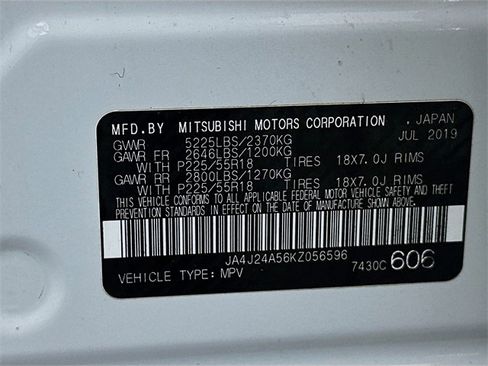 MFD.BY MITSUBISHI MOTORS CORPORATION , JAPAN
GVWR 5225LBS/2370KG JUL 2019
GAWR FR 2646LBS/1200KG
WITH P225/55R18 TIRES 18X7.0J RIMS
GAWR RR 2800LBS/1270KG
WITH P225/55R18 TIRES 18X7.0J RIMS
THIS VEHICLE CONFORMS TO ALL APPLICABLE FEDERAL MOTOR VEHICLE SAFETY AND THEFT
PREVENTION STANDARDS IN EFFECT ON THE DATE OF MANUFACTURE SHOWN ABOVE.
JA4J24A56KZ056596
VEHICLE TYPE: MPV 7430C 606